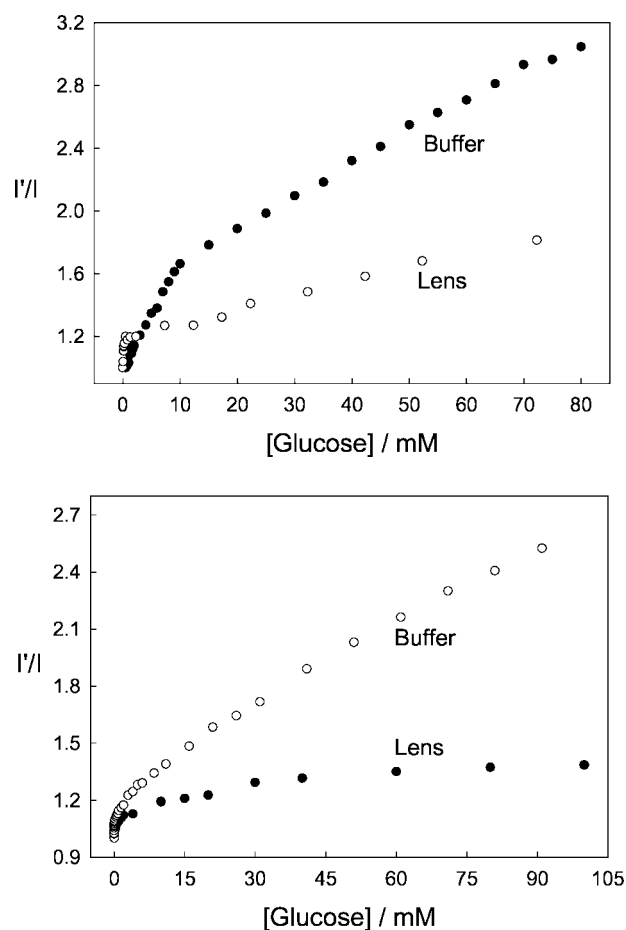 3.2
2.8
2.4
2.0
1.6
1.2
I'/I
Buffer
Lens
0 10 20 30 40 50 60 70 80
[Glucose] / mM
2.7
2.4
2.1
1.8
1.5
1.2
0.9
I'/I
Buffer
Lens
0 15 30 45 60 75 90 105
[Glucose] / mM